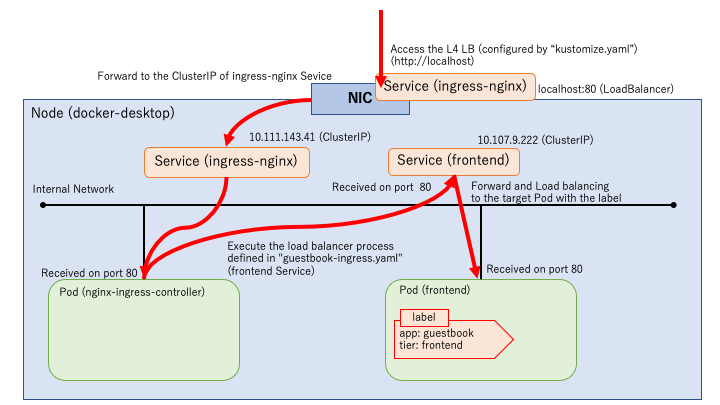 Access the L4 LB (configured by “kustomize.yaml”)
(http://localhost)
Forward to the ClusterIP of ingress-nginx Sevice
Service (ingress-nginx)
localhost:80 (LoadBalancer)
NIC
Node (docker-desktop)
10.111.143.41 (ClusterIP)
10.107.9.222 (ClusterIP)
Service (ingress-nginx)
Service (frontend)
Internal Network
Received on port 80
Forward and Load balancing
to the target Pod with the label
Execute the load balancer process
defined in "guestbook-ingress.yaml"
(frontend Service)
Received on port 80
Received on port 80
Pod (nginx-ingress-controller)
Pod (frontend)
label
app: guestbook
tier: frontend